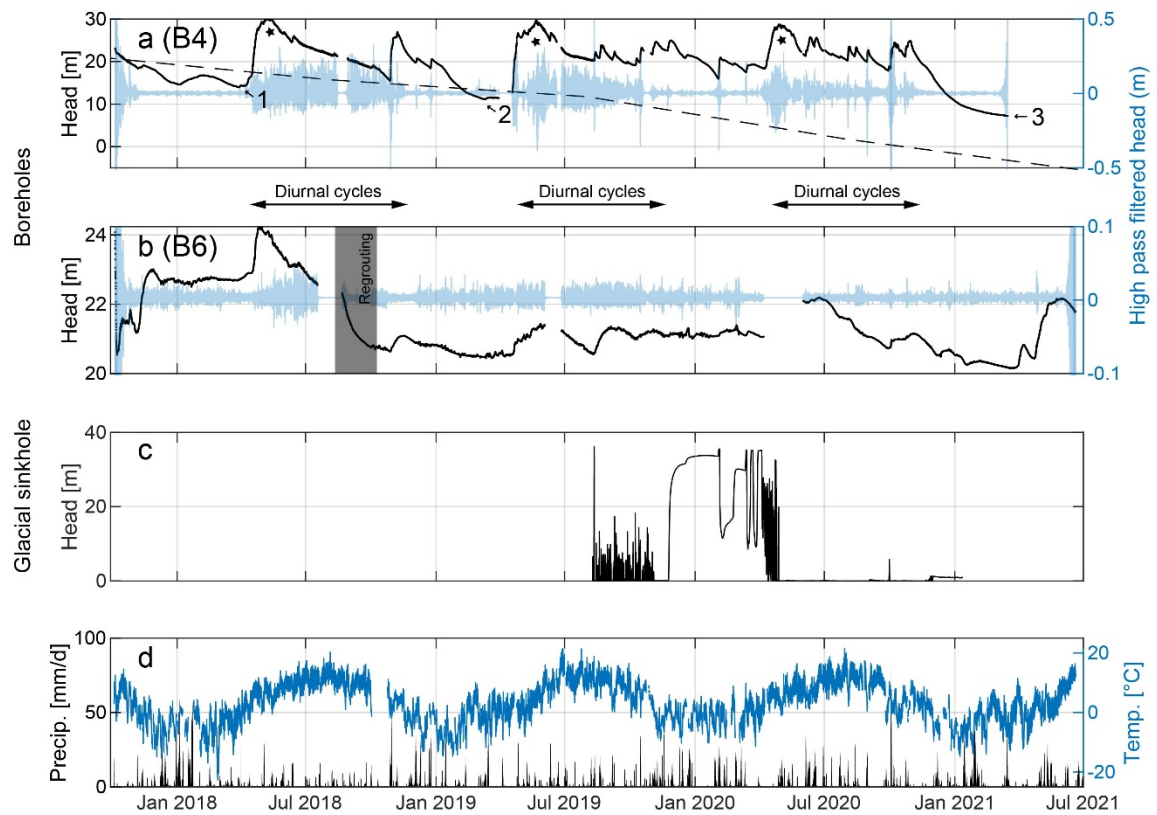 Boreholes
Glacial sinkhole
a (B4)
Head [m]
30
20
10
0
0.5
0
-0.5
High pass filtered head (m)
1
2
3
Diurnal cycles
Diurnal cycles
Diurnal cycles
b (B6)
Head [m]
24
22
20
Regrouting
0.1
0
-0.1
High pass filtered head (m)
c
Head [m]
40
20
0
d
Precip. [mm/d]
100
50
0
20
0
-20
Temp. [°C]
Jan 2018
Jul 2018
Jan 2019
Jul 2019
Jan 2020
Jul 2020
Jan 2021
Jul 2021